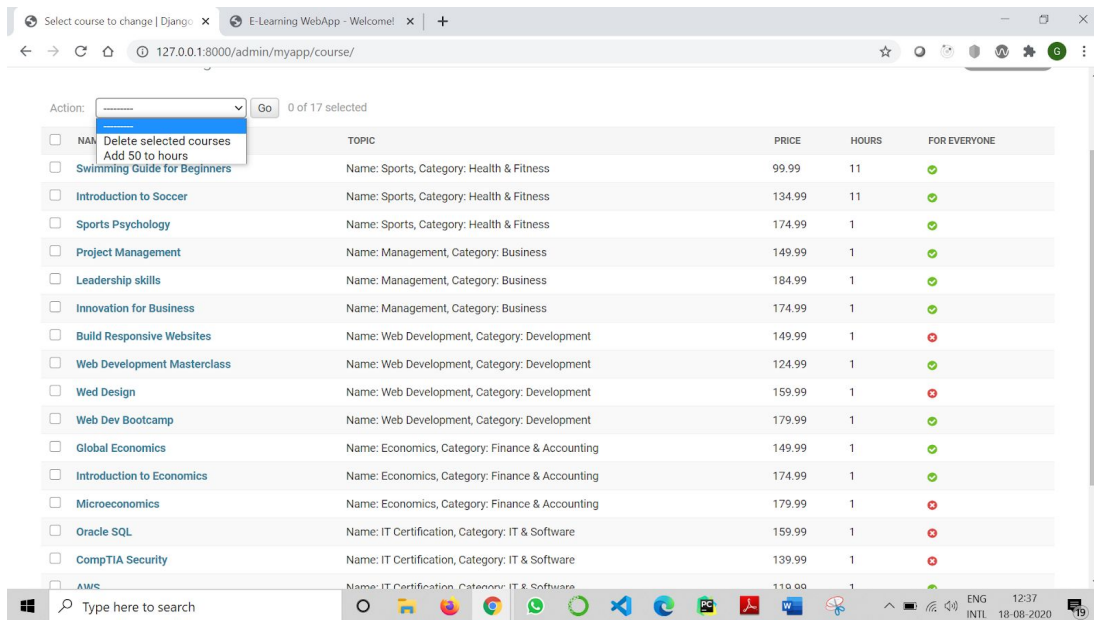 Select course to change | Django
E-Learning WebApp - Welcome!
127.0.0.1:8000/admin/myapp/course/
G
Action: --------- Go 0 of 17 selected
---------
Delete selected courses
Add 50 to hours
NAM TOPIC PRICE HOURS FOR EVERYONE
Swimming Guide for Beginners Name: Sports, Category: Health & Fitness 99.99 11
Introduction to Soccer Name: Sports, Category: Health & Fitness 134.99 11
Sports Psychology Name: Sports, Category: Health & Fitness 174.99 1
Project Management Name: Management, Category: Business 149.99 1
Leadership skills Name: Management, Category: Business 184.99 1
Innovation for Business Name: Management, Category: Business 174.99 1
Build Responsive Websites Name: Web Development, Category: Development 149.99 1
Web Development Masterclass Name: Web Development, Category: Development 124.99 1
Wed Design Name: Web Development, Category: Development 159.99 1
Web Dev Bootcamp Name: Web Development, Category: Development 179.99 1
Global Economics Name: Economics, Category: Finance & Accounting 149.99 1
Introduction to Economics Name: Economics, Category: Finance & Accounting 174.99 1
Microeconomics Name: Economics, Category: Finance & Accounting 179.99 1
Oracle SQL Name: IT Certification, Category: IT & Software 159.99 1
CompTIA Security Name: IT Certification, Category: IT & Software 139.99 1
AWS Name: IT Certification, Category: IT & Software 119.99 1
Type here to search
PC
W
ENG 12:37
INTL 18-08-2020
19